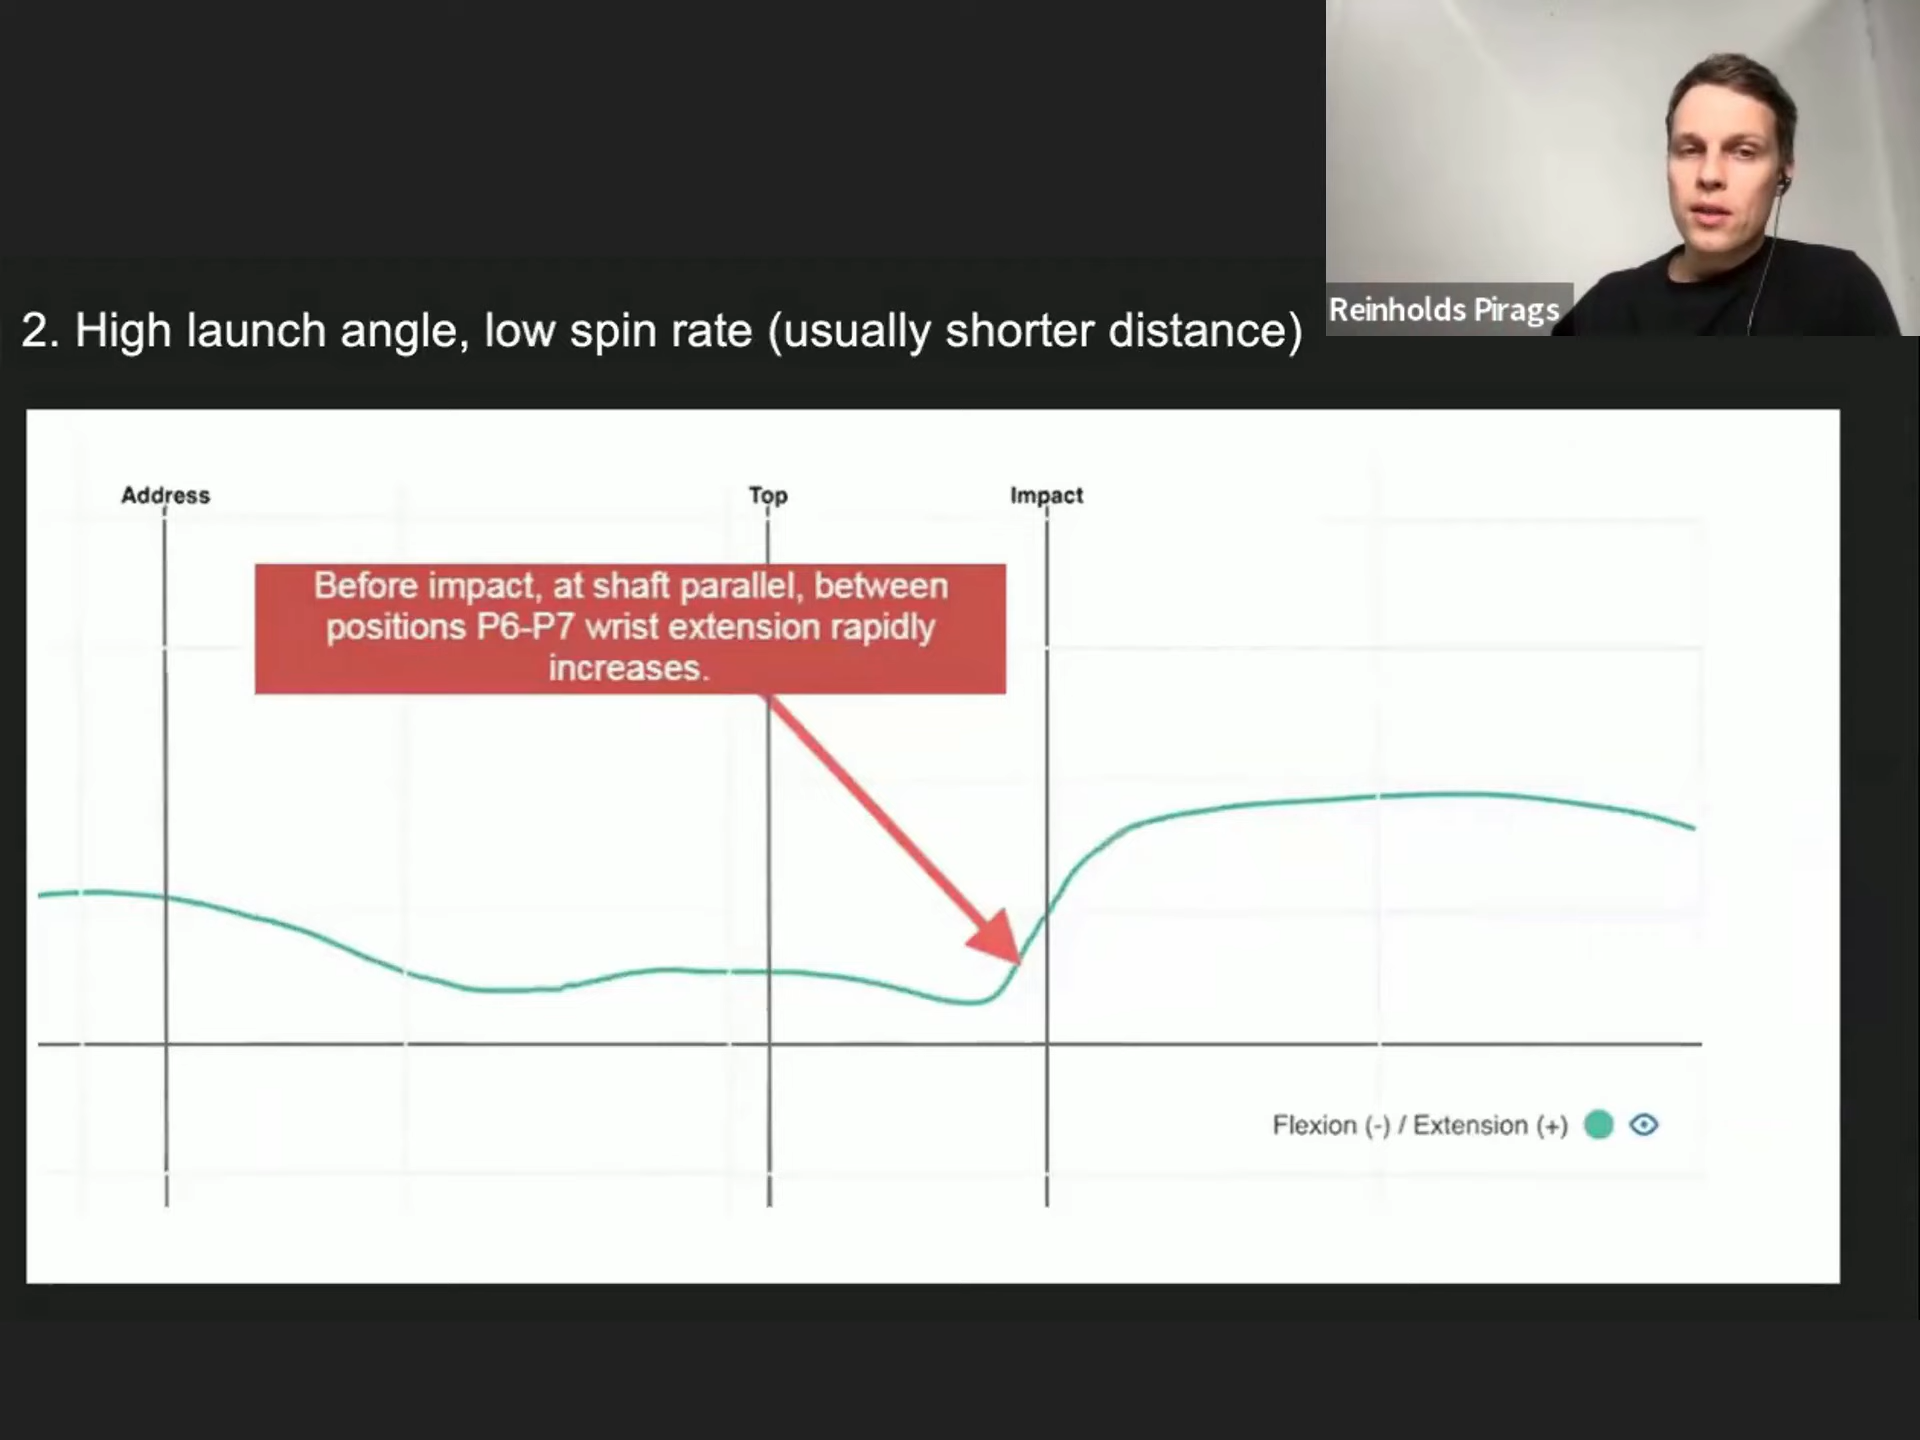 Reinholds Pirags
2. High launch angle, low spin rate (usually shorter distance)
Address
Top
Impact
Before impact, at shaft parallel, between
positions P6-P7 wrist extension rapidly
increases.
Flexion (-) / Extension (+)